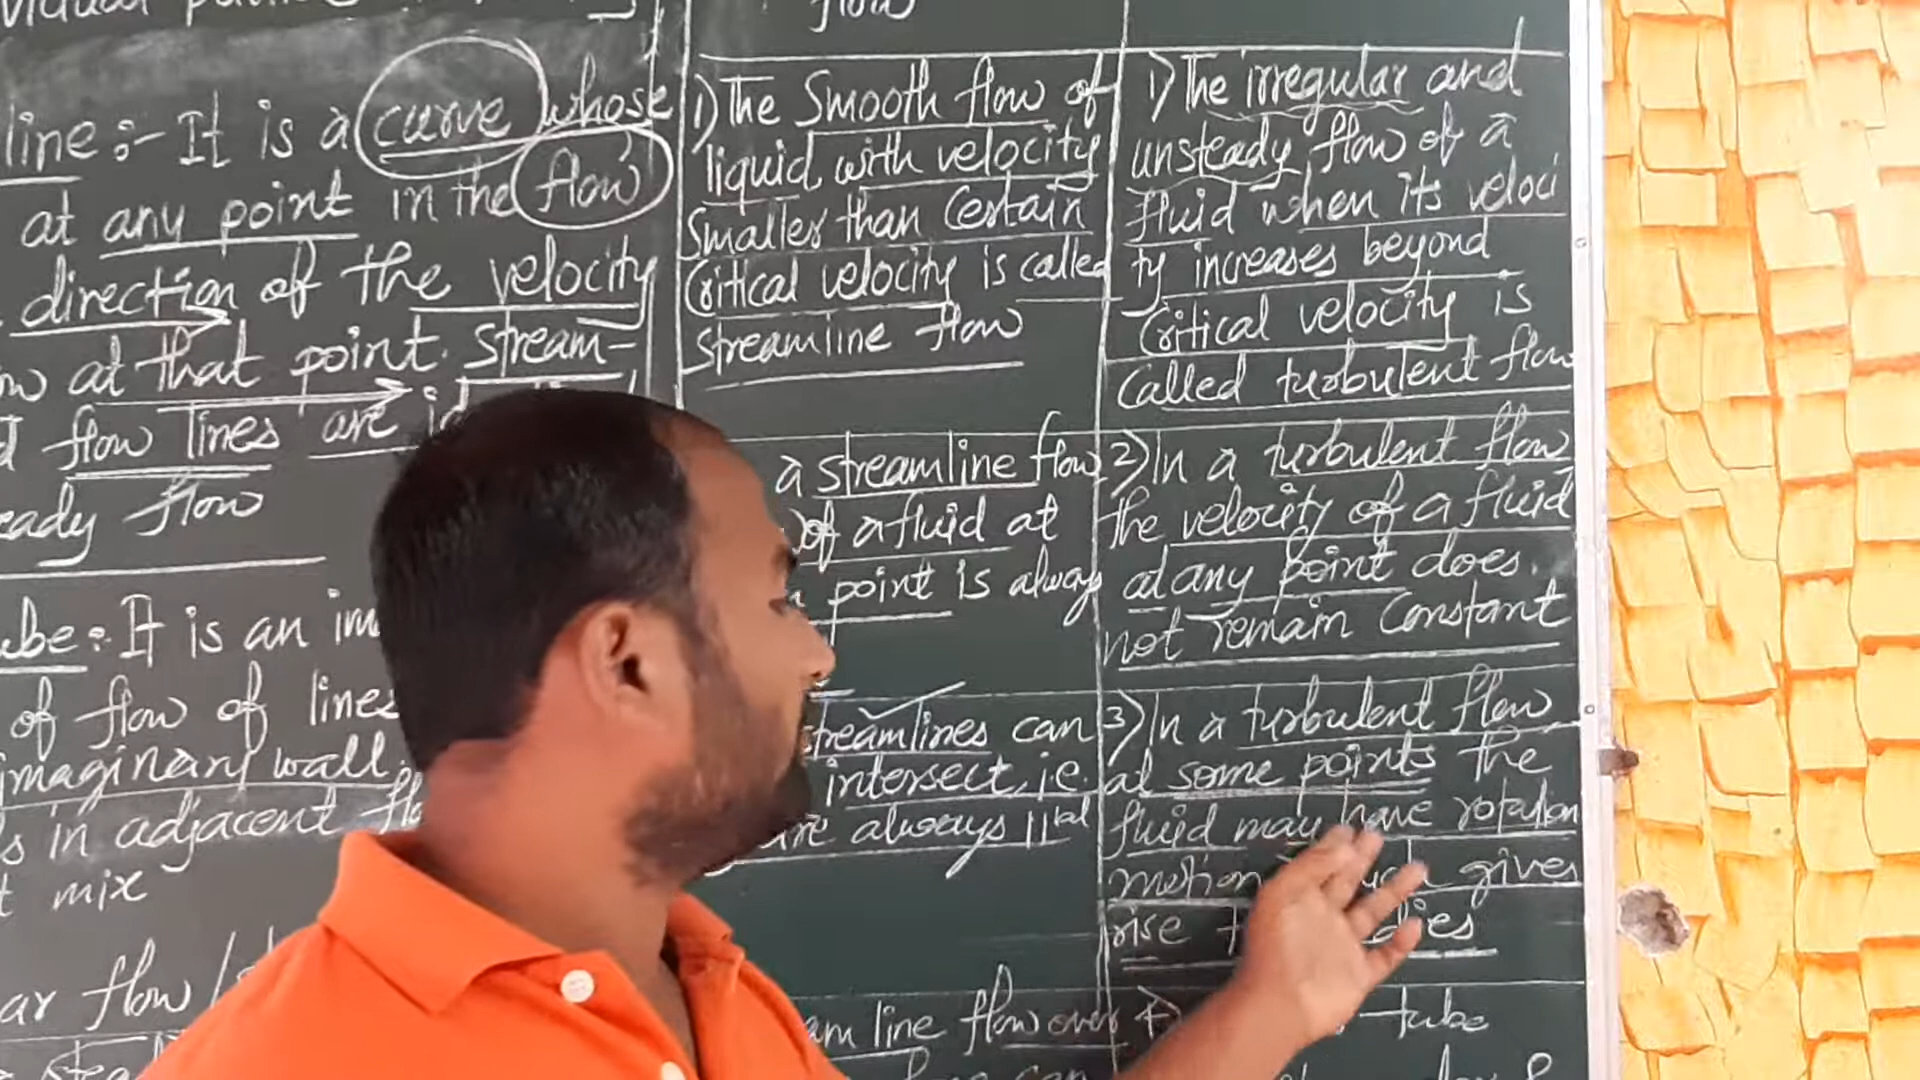 line :- It is a curve whose
at any point in the flow
direction of the velocity
at that point. stream-
flow lines are
flow
ube :- It is an
of flow of lines
imaginary wall.
s in adjacent
mix
ar flow /
flow
1) The Smooth flow of
liquid with velocity
smaller than certain
Critical velocity is called
streamline flow
a streamline flow
of a fluid at
point is always
treamlines can
intersect, i.e.
are always ||lal
am line flow over
can
1) The irregular and
unsteady flow of a
fluid when its veloci
ty increases beyond
Critical velocity is
Called turbulent flow
2) In a turbulent flow
the velocity of a fluid
at any point does
not remain Constant
3) In a turbulent flow
at some points the
fluid may have rotation
motion gives
rise
4) tube